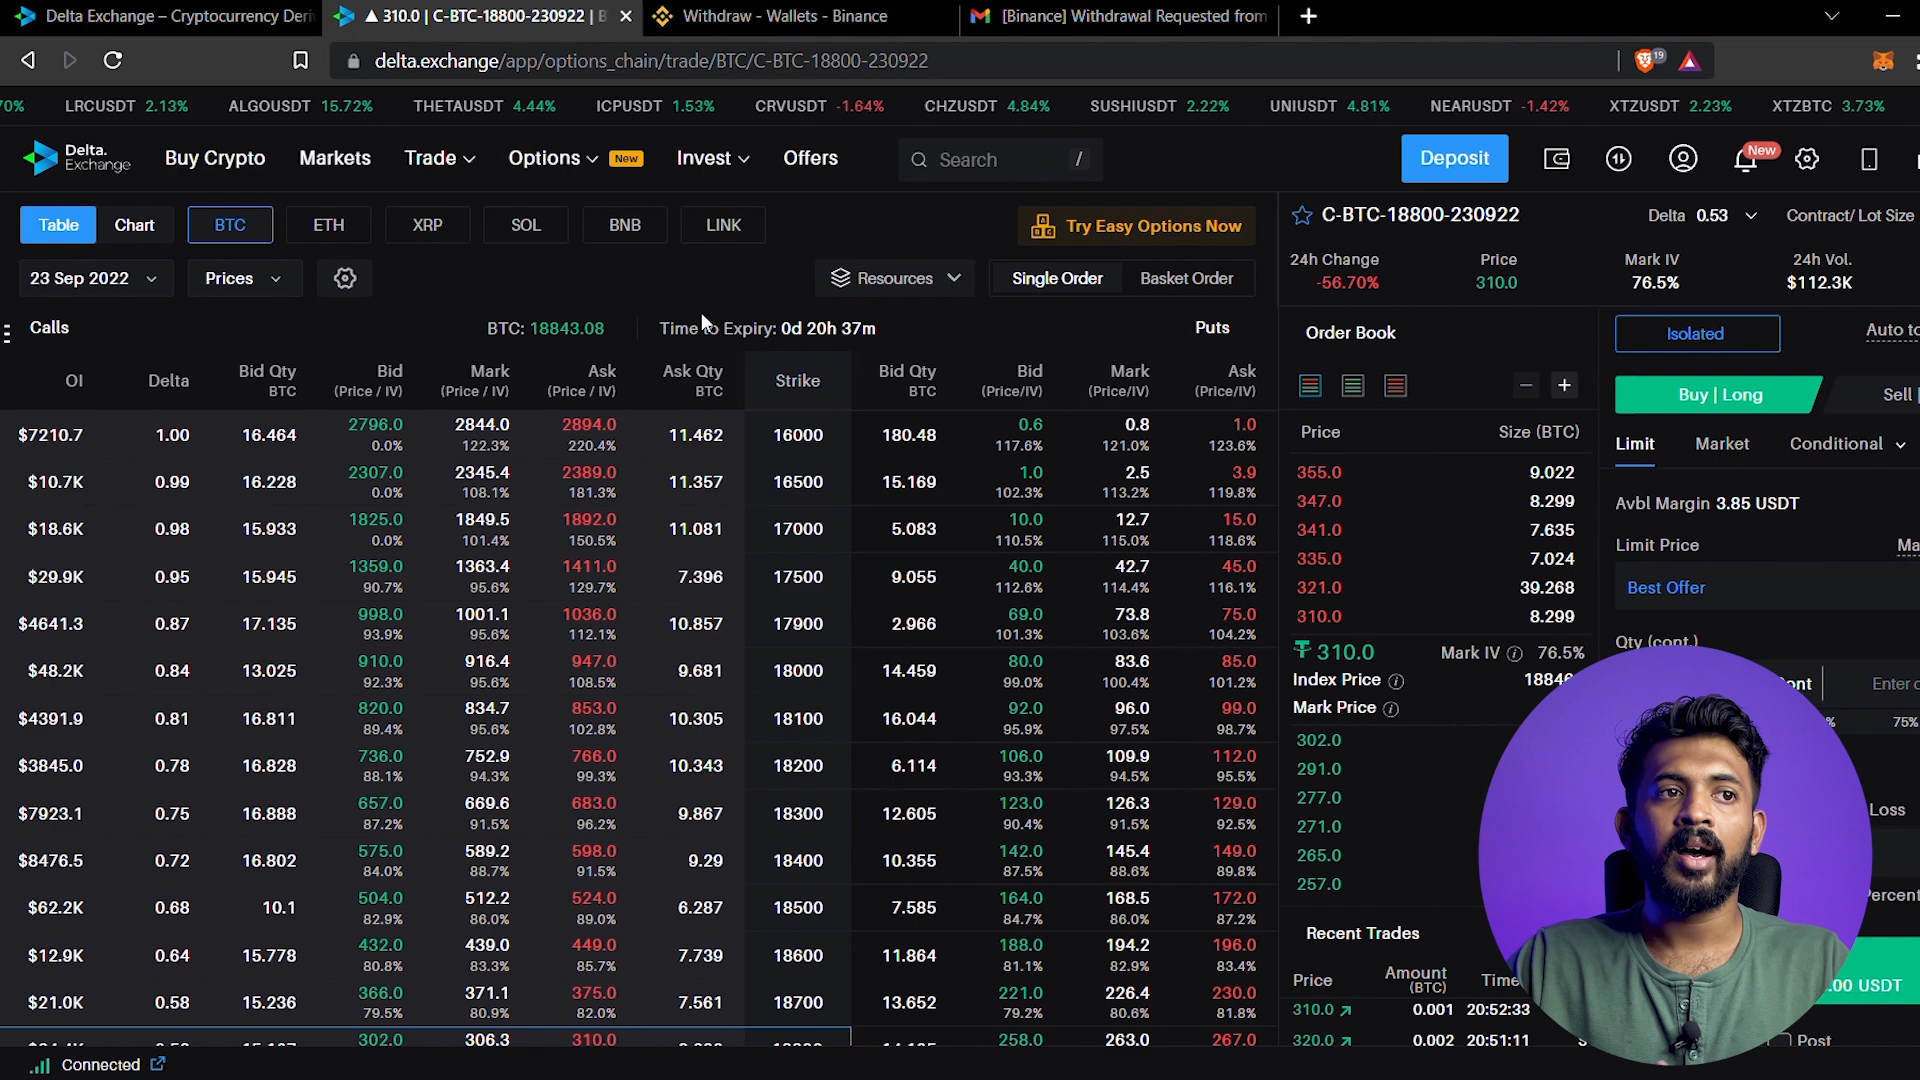 Delta Exchange – Cryptocurrency Deri
▲ 310.0 | C-BTC-18800-230922 | B
Withdraw - Wallets - Binance
[Binance] Withdrawal Requested from
delta.exchange/app/options_chain/trade/BTC/C-BTC-18800-230922
19
70% LRCUSDT 2.13% ALGOUSDT 15.72% THETAUSDT 4.44% ICPUSDT 1.53% CRVUSDT -1.64% CHZUSDT 4.84% SUSHIUSDT 2.22% UNIUSDT 4.81% NEARUSDT -1.42% XTZUSDT 2.23% XTZBTC 3.73%
Delta. Exchange
Buy Crypto Markets Trade Options New Invest Offers Search / Deposit New
Table Chart BTC ETH XRP SOL BNB LINK Try Easy Options Now
23 Sep 2022 Prices Resources Single Order Basket Order
Calls BTC: 18843.08 Time to Expiry: 0d 20h 37m Puts
OI Delta Bid Qty BTC Bid (Price / IV) Mark (Price / IV) Ask (Price / IV) Ask Qty BTC Strike Bid Qty BTC Bid (Price/IV) Mark (Price/IV) Ask (Price/IV)
$7210.7 1.00 16.464 2796.0 2844.0 2894.0 11.462 16000 180.48 0.6 0.8 1.0
0.0% 122.3% 220.4% 117.6% 121.0% 123.6%
$10.7K 0.99 16.228 2307.0 2345.4 2389.0 11.357 16500 15.169 1.0 2.5 3.9
0.0% 108.1% 181.3% 102.3% 113.2% 119.8%
$18.6K 0.98 15.933 1825.0 1849.5 1892.0 11.081 17000 5.083 10.0 12.7 15.0
0.0% 101.4% 150.5% 110.5% 115.0% 118.6%
$29.9K 0.95 15.945 1359.0 1363.4 1411.0 7.396 17500 9.055 40.0 42.7 45.0
90.7% 95.6% 129.7% 112.6% 114.4% 116.1%
$4641.3 0.87 17.135 998.0 1001.1 1036.0 10.857 17900 2.966 69.0 73.8 75.0
93.9% 95.6% 112.1% 101.3% 103.6% 104.2%
$48.2K 0.84 13.025 910.0 916.4 947.0 9.681 18000 14.459 80.0 83.6 85.0
92.3% 95.6% 108.5% 99.0% 100.4% 101.2%
$4391.9 0.81 16.811 820.0 834.7 853.0 10.305 18100 16.044 92.0 96.0 99.0
89.4% 95.6% 102.8% 95.9% 97.5% 98.7%
$3845.0 0.78 16.828 736.0 752.9 766.0 10.343 18200 6.114 106.0 109.9 112.0
88.1% 94.3% 99.3% 93.3% 94.5% 95.5%
$7923.1 0.75 16.888 657.0 669.6 683.0 9.867 18300 12.605 123.0 126.3 129.0
87.2% 91.5% 96.2% 90.4% 91.5% 92.5%
$8476.5 0.72 16.802 575.0 589.2 598.0 9.29 18400 10.355 142.0 145.4 149.0
84.0% 88.7% 91.5% 87.5% 88.6% 89.8%
$62.2K 0.68 10.1 504.0 512.2 524.0 6.287 18500 7.585 164.0 168.5 172.0
82.9% 86.0% 89.0% 84.7% 86.0% 87.2%
$12.9K 0.64 15.778 432.0 439.0 449.0 7.739 18600 11.864 188.0 194.2 196.0
80.8% 83.3% 85.7% 81.1% 82.9% 83.4%
$21.0K 0.58 15.236 366.0 371.1 375.0 7.561 18700 13.652 221.0 226.4 230.0
79.5% 80.9% 82.0% 79.2% 80.6% 81.8%
302.0 306.3 310.0 258.0 263.0 267.0
Connected
C-BTC-18800-230922 Delta 0.53 Contract/ Lot Size
24h Change Price Mark IV 24h Vol.
-56.70% 310.0 76.5% $112.3K
Order Book
Price Size (BTC)
355.0 9.022
347.0 8.299
341.0 7.635
335.0 7.024
321.0 39.268
310.0 8.299
310.0 Mark IV 76.5%
Index Price 18846
Mark Price
302.0
291.0
277.0
271.0
265.0
257.0
Recent Trades
Price Amount (BTC) Time
310.0 0.001 20:52:33
320.0 0.002 20:51:11
Isolated Auto to
Buy | Long Sell |
Limit Market Conditional
Avbl Margin 3.85 USDT
Limit Price Ma
Best Offer
Qty (cont.)
ont Enter
% 75%
Loss
Percent
.00 USDT
Post